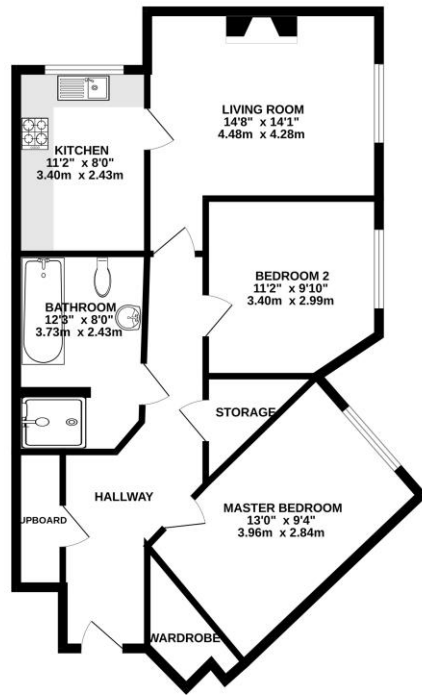 LIVING ROOM
14'8" x 14'1"
4.48m x 4.28m
KITCHEN
11'2" x 8'0"
3.40m x 2.43m
BEDROOM 2
11'2" x 9'10"
3.40m x 2.99m
BATHROOM
12'3" x 8'0"
3.73m x 2.43m
STORAGE
HALLWAY
UPBOARD
MASTER BEDROOM
13'0" x 9'4"
3.96m x 2.84m
WARDROBE